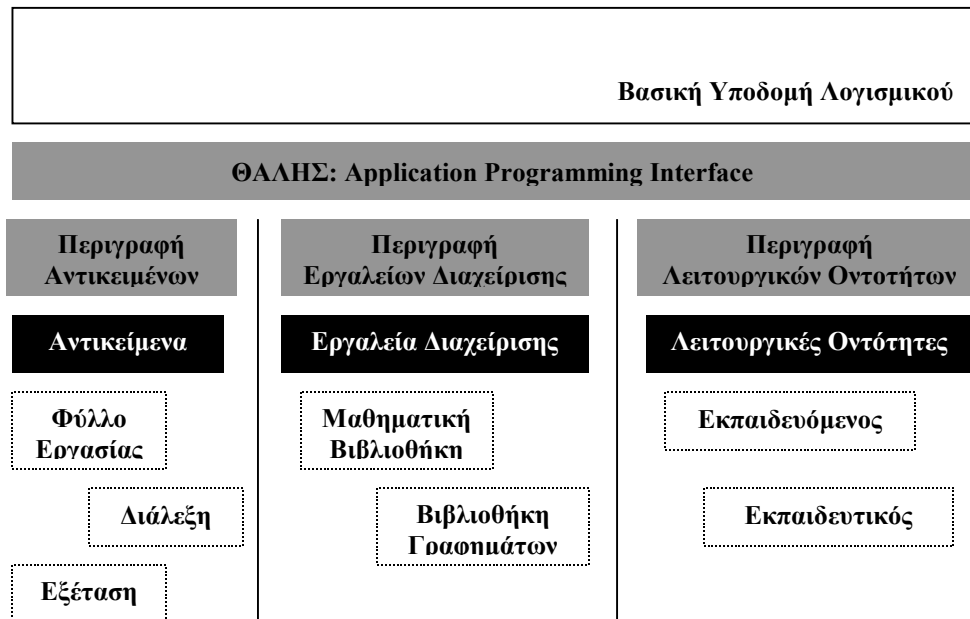 Βασική Υποδομή Λογισμικού
ΘΑΛΗΣ: Application Programming Interface
Περιγραφή
Αντικειμένων
Περιγραφή
Εργαλείων Διαχείρισης
Περιγραφή
Λειτουργικών Οντοτήτων
Αντικείμενα
Εργαλεία Διαχείρισης
Λειτουργικές Οντότητες
Φύλλο
Εργασίας
Μαθηματική
Βιβλιοθήκη
Εκπαιδευόμενος
Διάλεξη
Βιβλιοθήκη
Γραφημάτων
Εκπαιδευτικός
Εξέταση